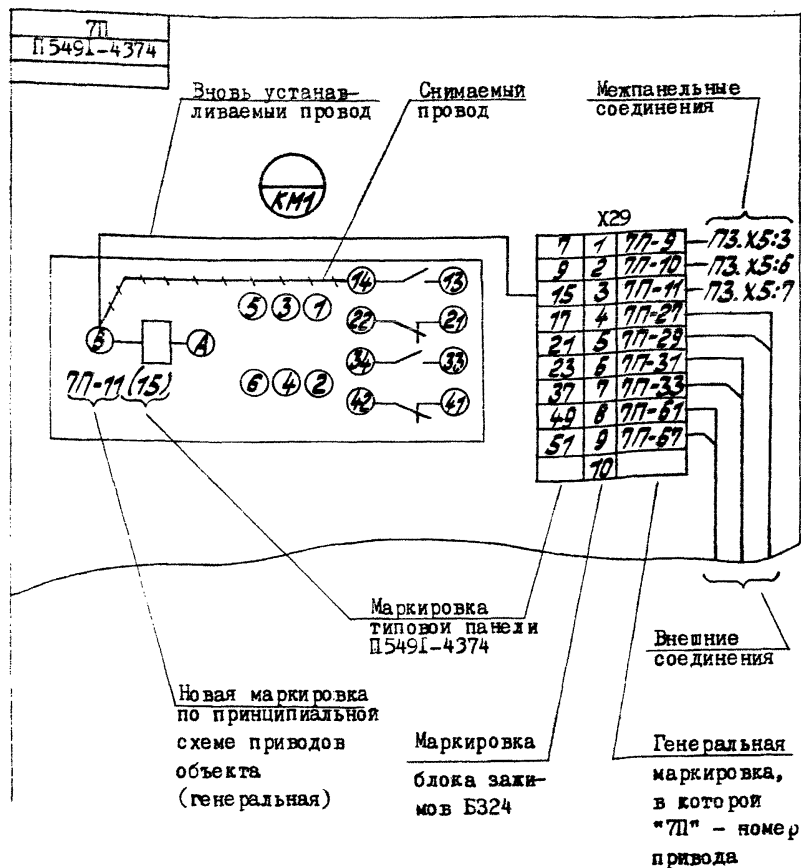 7П
П5491-4374
Вновь устанав-
ливаемый провод
Снимаемый
провод
Межпанельные
соединения
КМ1
X29
7 1 7П-9 П3.X5:3
9 2 7П-10 П3.X5:6
15 3 7П-11 П3.X5:7
17 4 7П-27
21 5 7П-29
23 6 7П-31
37 7 7П-33
49 8 7П-61
51 9 7П-67
10
14 13
5 3 1
22 21
Б А
34 33
6 4 2
7П-11 (15)
42 41
Маркировка
типовой панели
П5491-4374
Внешние
соединения
Новая маркировка
по принципиальной
схеме приводов
объекта
(генеральная)
Маркировка
блока зажи-
мов Б324
Генеральная
маркировка,
в которой
"7П" - номер
привода